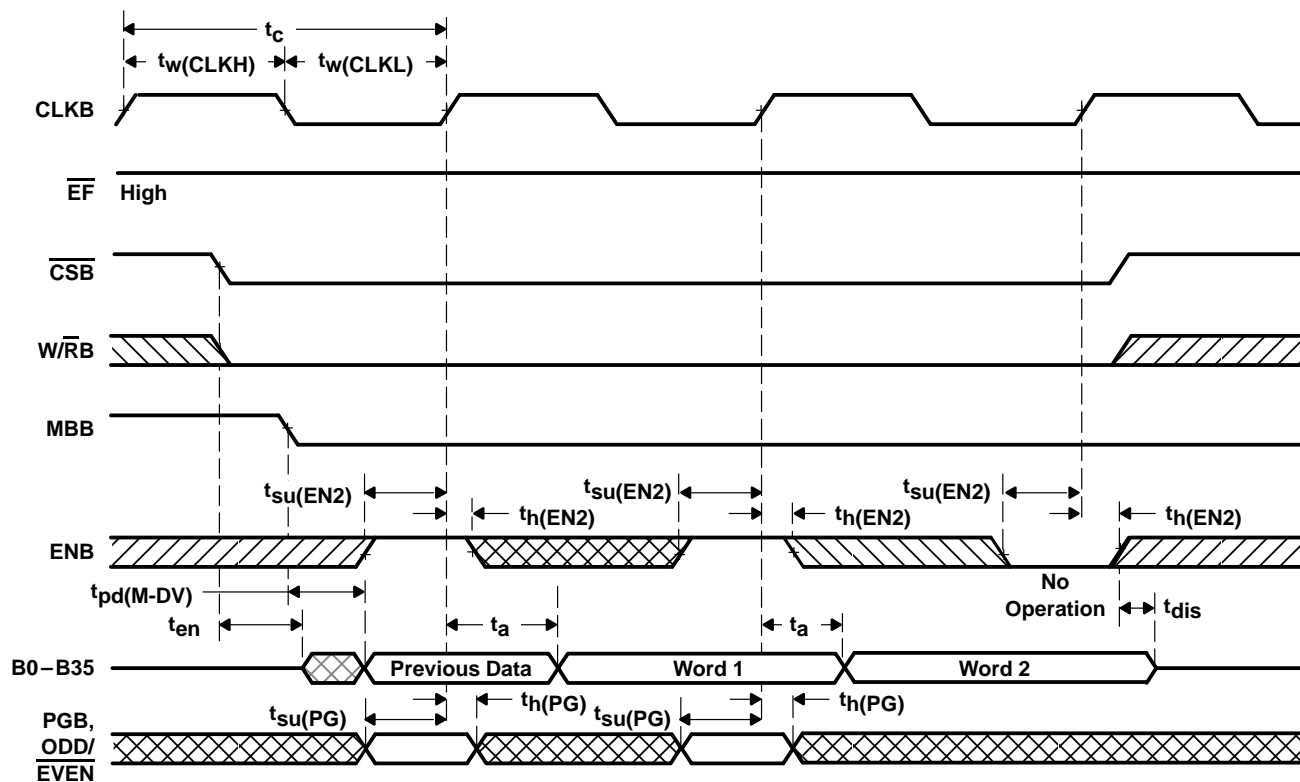 tc
tw(CLKH)
tw(CLKL)
CLKB
EF
High
CSB
W/RB
MBB
tsu(EN2)
tsu(EN2)
tsu(EN2)
th(EN2)
th(EN2)
th(EN2)
ENB
No
Operation
tpd(M-DV)
tdis
ten
ta
ta
B0–B35
Previous Data
Word 1
Word 2
PGB,
ODD/
EVEN
tsu(PG)
th(PG)
tsu(PG)
th(PG)